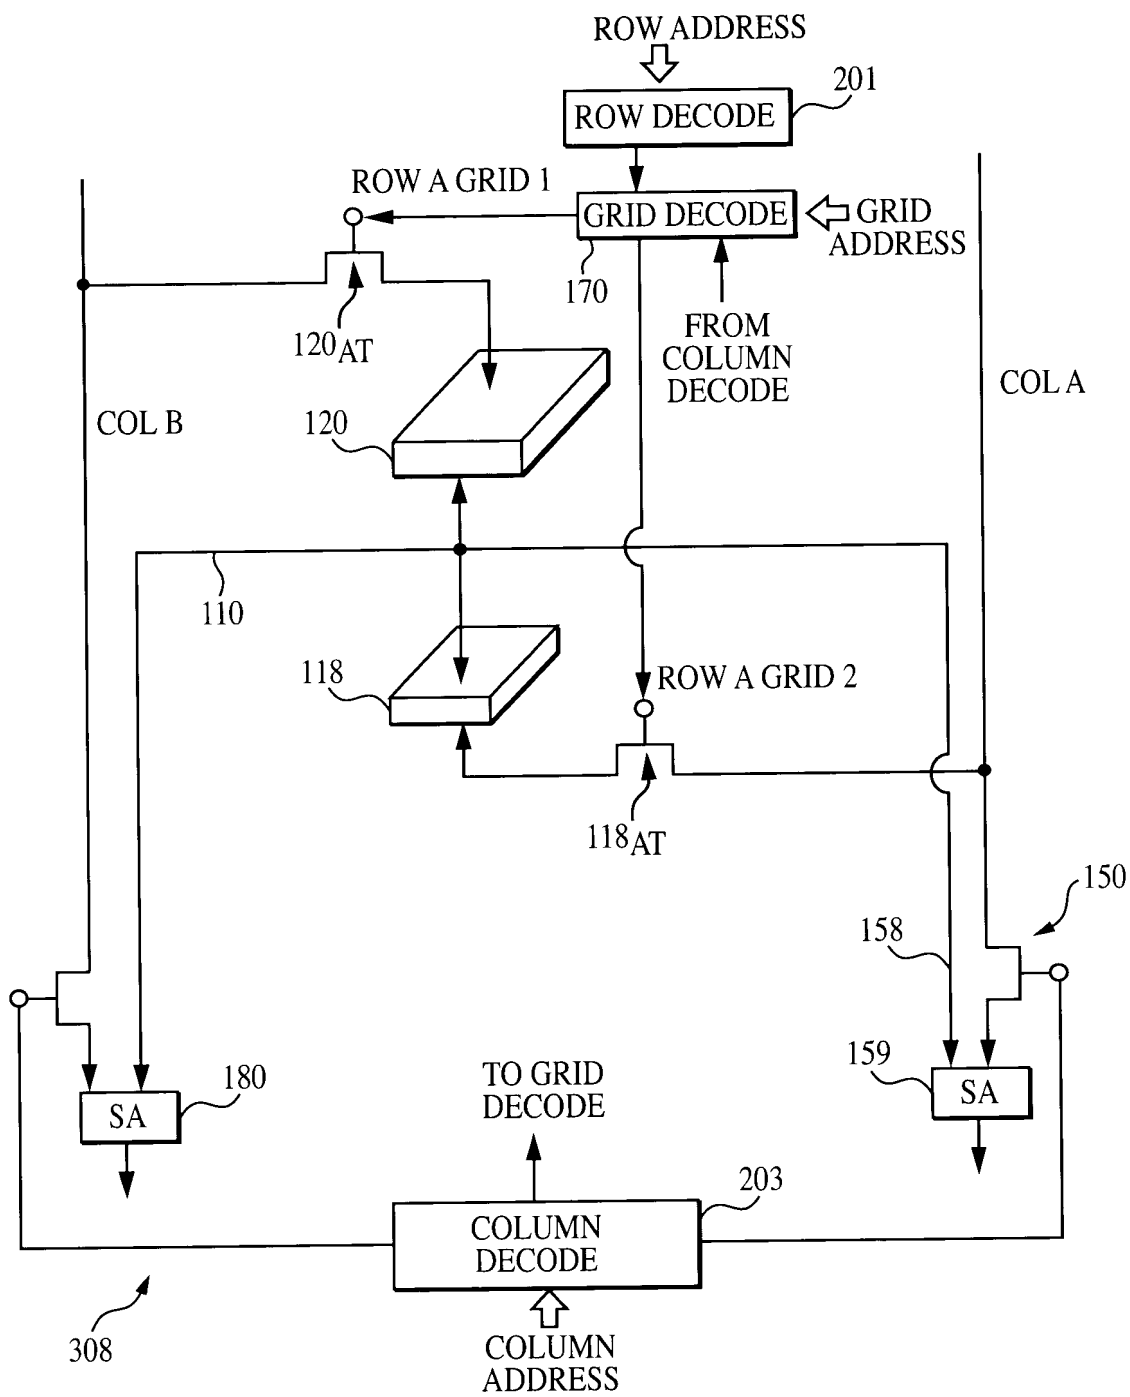 ROW ADDRESS
201
ROW DECODE
ROW A GRID 1
GRID DECODE
GRID
ADDRESS
170
120AT
FROM
COLUMN
DECODE
COL A
COL B
120
110
118
ROW A GRID 2
118AT
150
158
159
SA
180
SA
TO GRID
DECODE
203
COLUMN
DECODE
308
COLUMN
ADDRESS